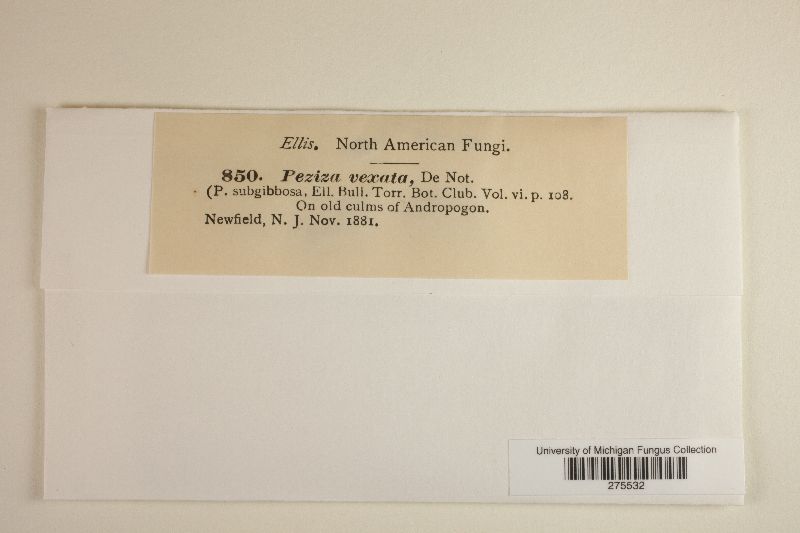 Ellis. North American Fungi.
850. Peziza vexata, De Not.
(P. subgibbosa, Ell. Bull. Torr. Bot. Club. Vol. vi. p. 108.
On old culms of Andropogon.
Newfield, N. J. Nov. 1881.
University of Michigan Fungus Collection
275532